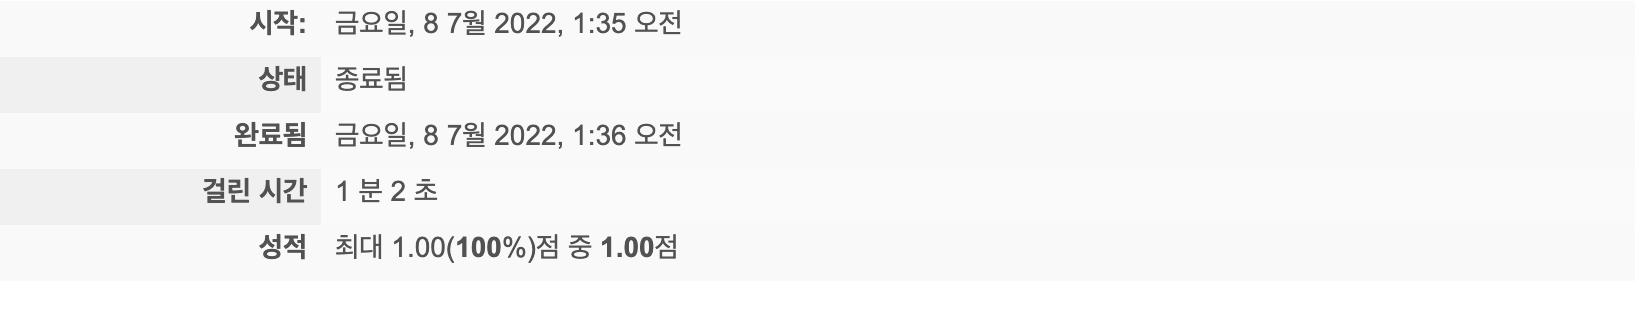 시작: 금요일, 8 7월 2022, 1:35 오전
상태 종료됨
완료됨 금요일, 8 7월 2022, 1:36 오전
걸린 시간 1 분 2 초
성적 최대 1.00(100%)점 중 1.00점